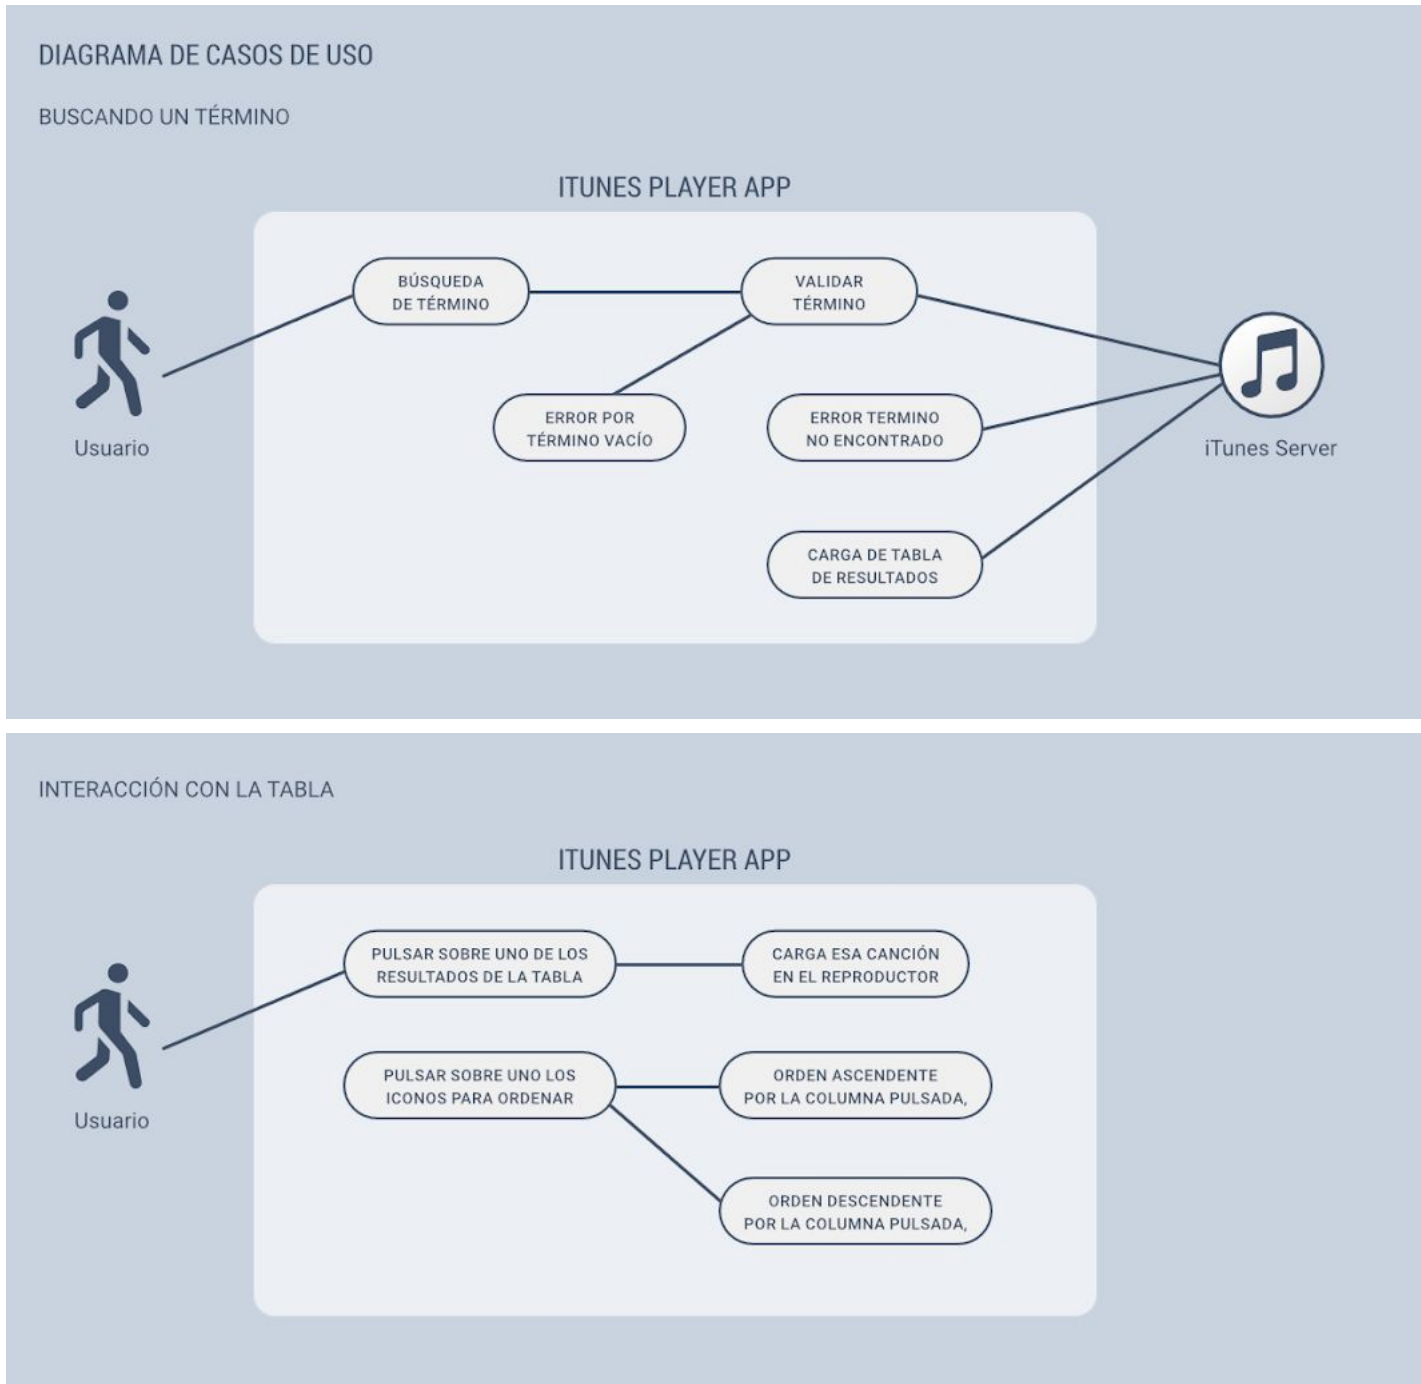 DIAGRAMA DE CASOS DE USO
BUSCANDO UN TÉRMINO
ITUNES PLAYER APP
BÚSQUEDA
DE TÉRMINO
VALIDAR
TÉRMINO
ERROR POR
TÉRMINO VACÍO
ERROR TERMINO
NO ENCONTRADO
Usuario
iTunes Server
CARGA DE TABLA
DE RESULTADOS
INTERACCIÓN CON LA TABLA
ITUNES PLAYER APP
PULSAR SOBRE UNO DE LOS
RESULTADOS DE LA TABLA
CARGA ESA CANCIÓN
EN EL REPRODUCTOR
PULSAR SOBRE UNO LOS
ICONOS PARA ORDENAR
ORDEN ASCENDENTE
POR LA COLUMNA PULSADA,
Usuario
ORDEN DESCENDENTE
POR LA COLUMNA PULSADA,